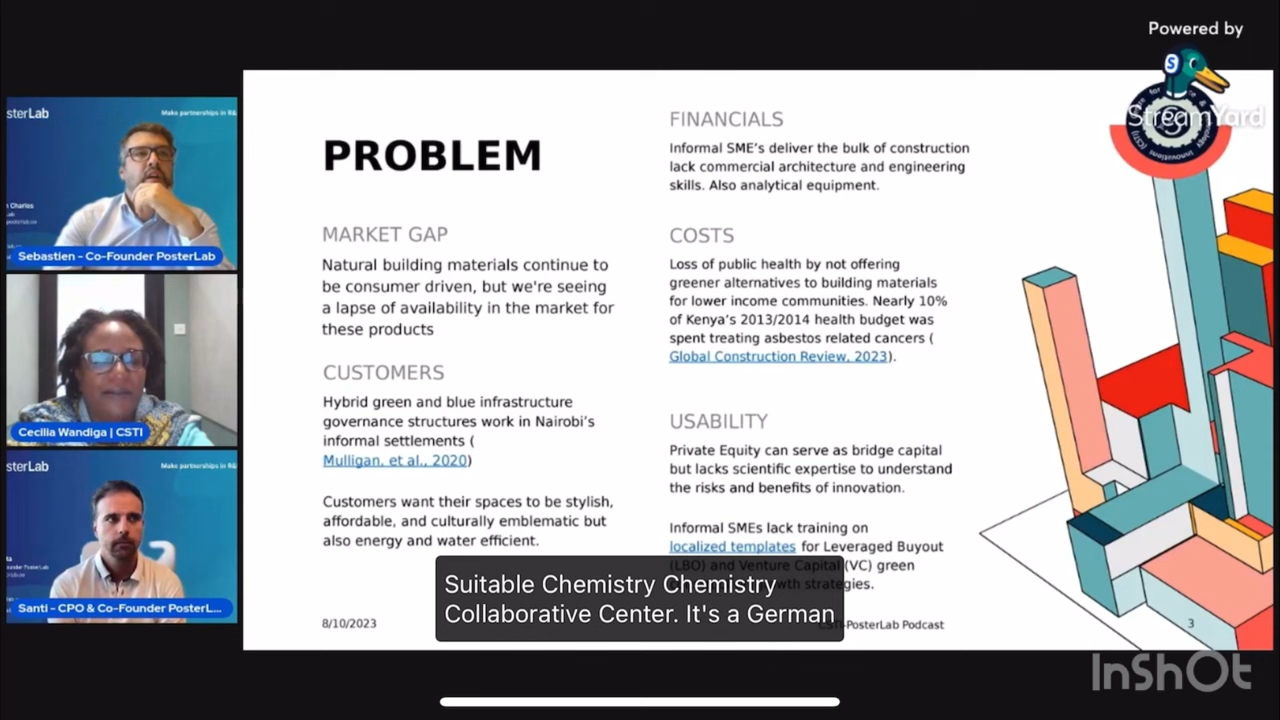 Powered by
StreamYard
sterLab
Make partnerships in R&
Sebastien - Co-Founder PosterLab
Cecilia Wandiga | CSTI
sterLab
Make partnerships in R&
Santi - CPO & Co-Founder PosterL...
PROBLEM
MARKET GAP
Natural building materials continue to
be consumer driven, but we're seeing
a lapse of availability in the market for
these products
CUSTOMERS
Hybrid green and blue infrastructure
governance structures work in Nairobi's
informal settlements (
Mulligan, et al., 2020)
Customers want their spaces to be stylish,
affordable, and culturally emblematic but
also energy and water efficient.
FINANCIALS
Informal SME's deliver the bulk of construction
lack commercial architecture and engineering
skills. Also analytical equipment.
COSTS
Loss of public health by not offering
greener alternatives to building materials
for lower income communities. Nearly 10%
of Kenya's 2013/2014 health budget was
spent treating asbestos related cancers (
Global Construction Review, 2023).
USABILITY
Private Equity can serve as bridge capital
but lacks scientific expertise to understand
the risks and benefits of innovation.
Informal SMEs lack training on
localized templates for Leveraged Buyout
(LBO) and Venture Capital (VC) green
strategies.
Suitable Chemistry Chemistry
Collaborative Center. It's a German
8/10/2023
CSTI-PosterLab Podcast
3
InShOt